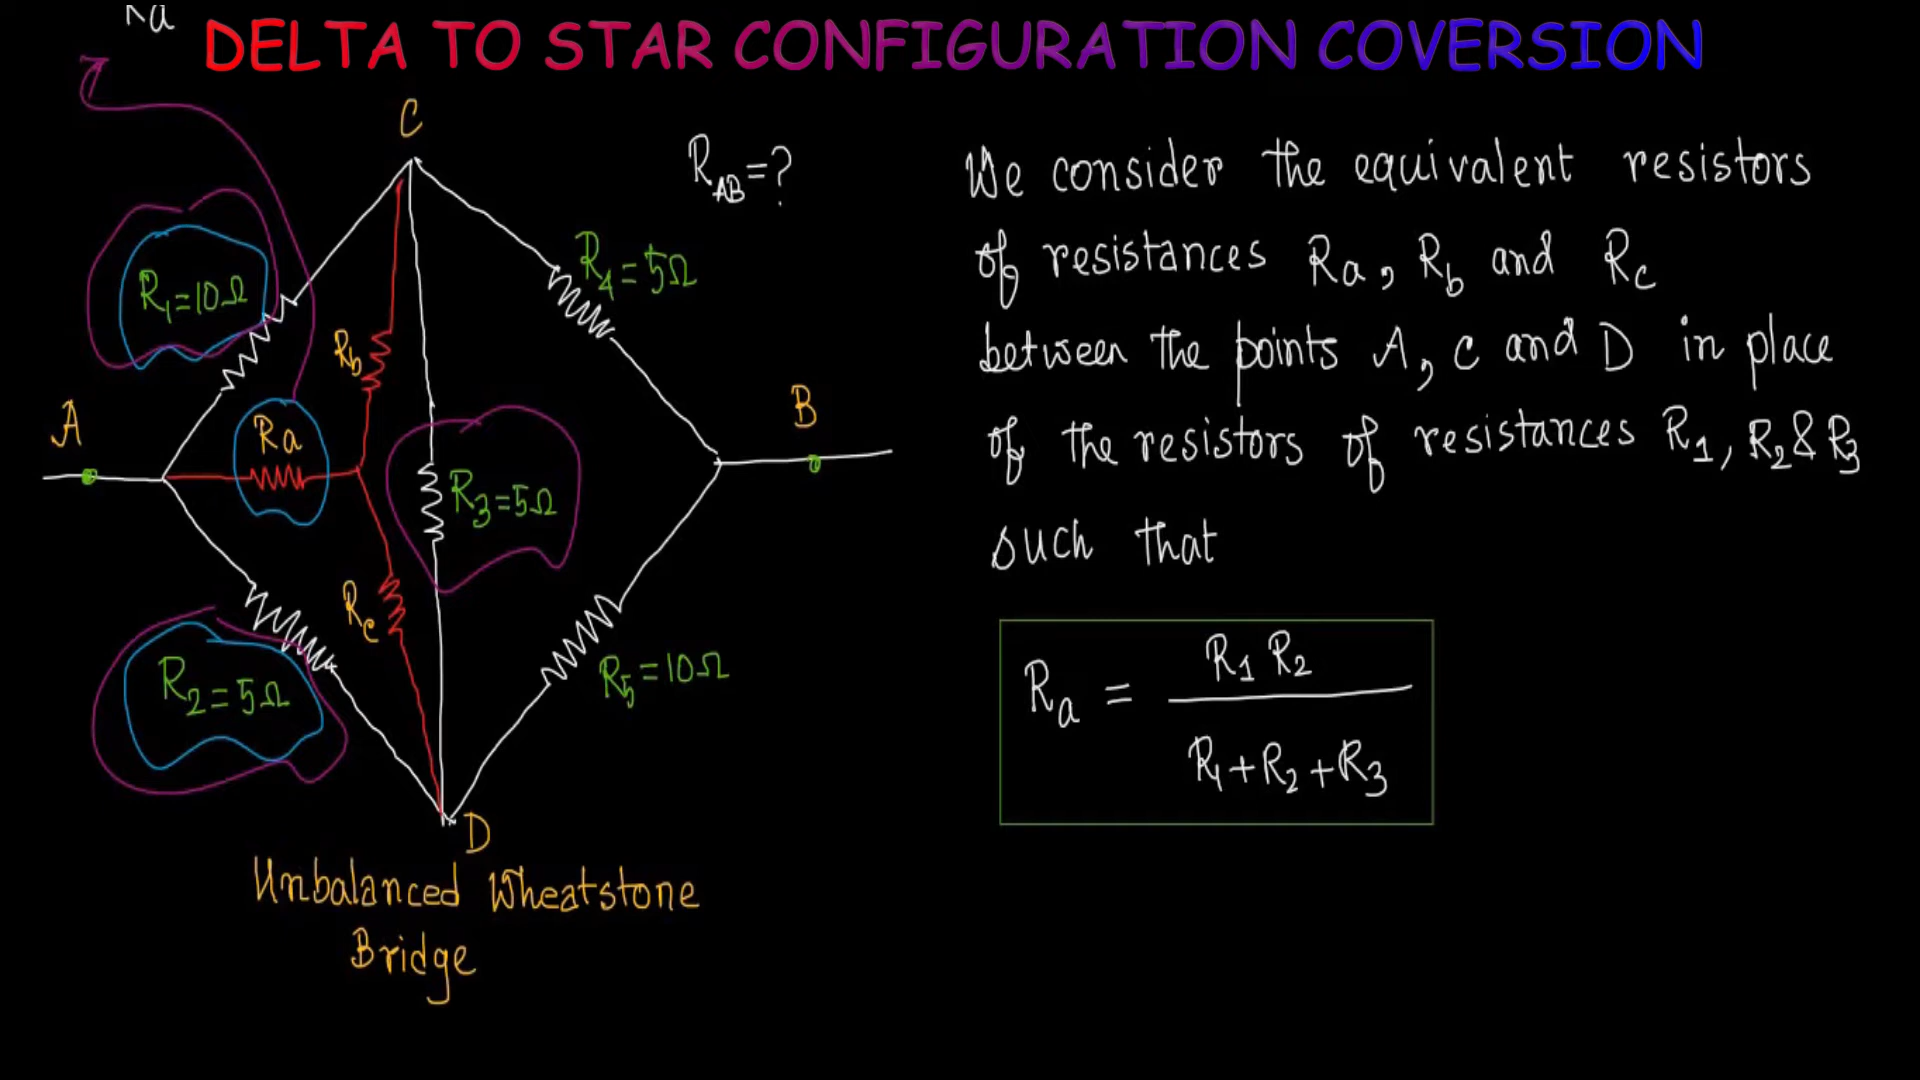 Ra
DELTA TO STAR CONFIGURATION COVERSION
C
RAB=?
We consider the equivalent resistors
of resistances Ra, Rb and Rc
between the points A, C and D in place
of the resistors of resistances R1, R2 & R3
such that
R4=5Ω
R1=10Ω
Rb
A
Ra
B
R3=5Ω
Rc
R2=5Ω
R5=10Ω
Ra = R1 R2
R1+R2+R3
D
Unbalanced Wheatstone
Bridge